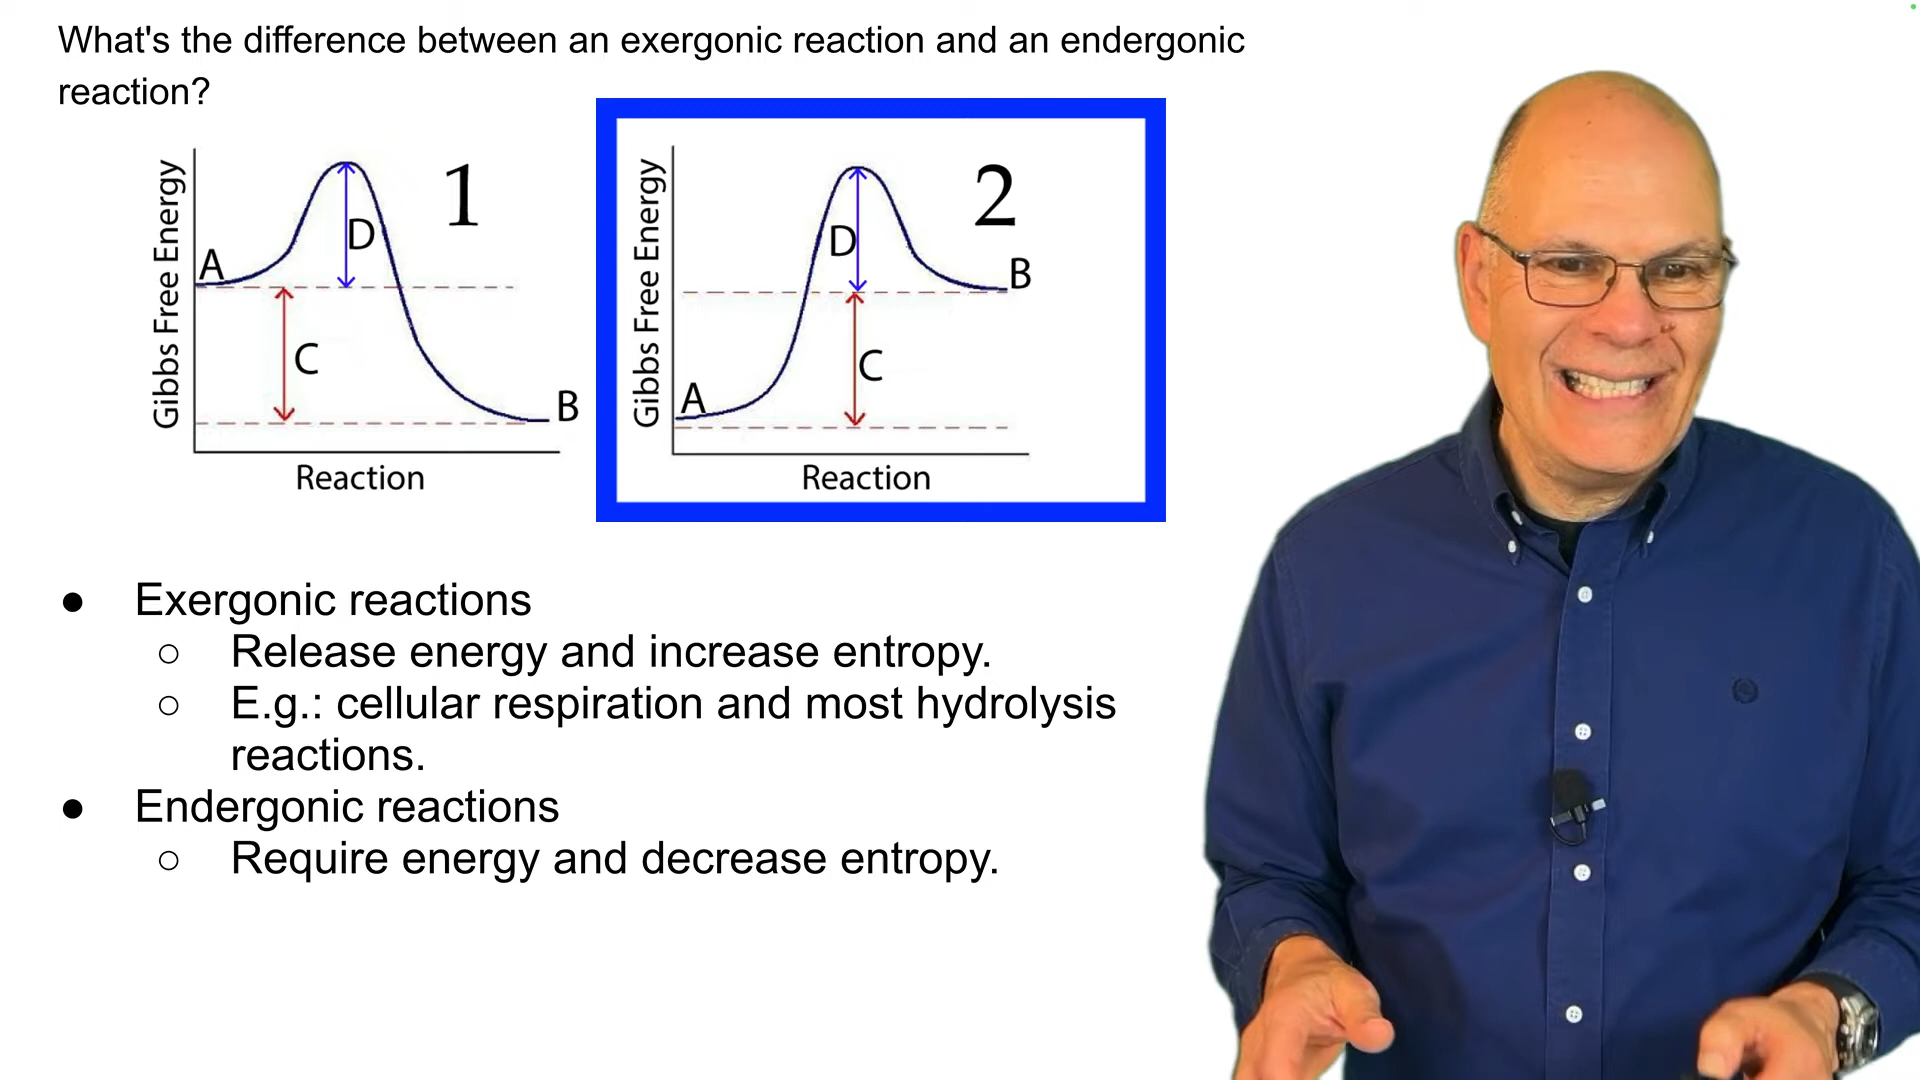 What's the difference between an exergonic reaction and an endergonic
reaction?
Gibbs Free Energy
A
D
C
B
1
Reaction
Gibbs Free Energy
A
D
C
B
2
Reaction
● Exergonic reactions
○ Release energy and increase entropy.
○ E.g.: cellular respiration and most hydrolysis
reactions.
● Endergonic reactions
○ Require energy and decrease entropy.